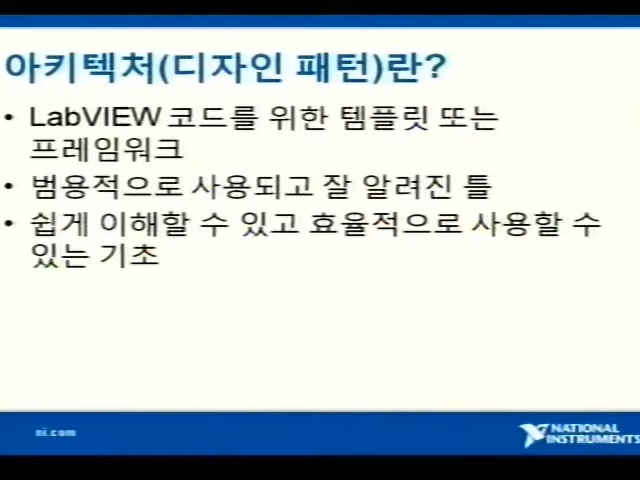 아키텍처(디자인 패턴)란?
• LabVIEW 코드를 위한 템플릿 또는
프레임워크
• 범용적으로 사용되고 잘 알려진 틀
• 쉽게 이해할 수 있고 효율적으로 사용할 수
있는 기초
ni.com
NATIONAL
INSTRUMENTS